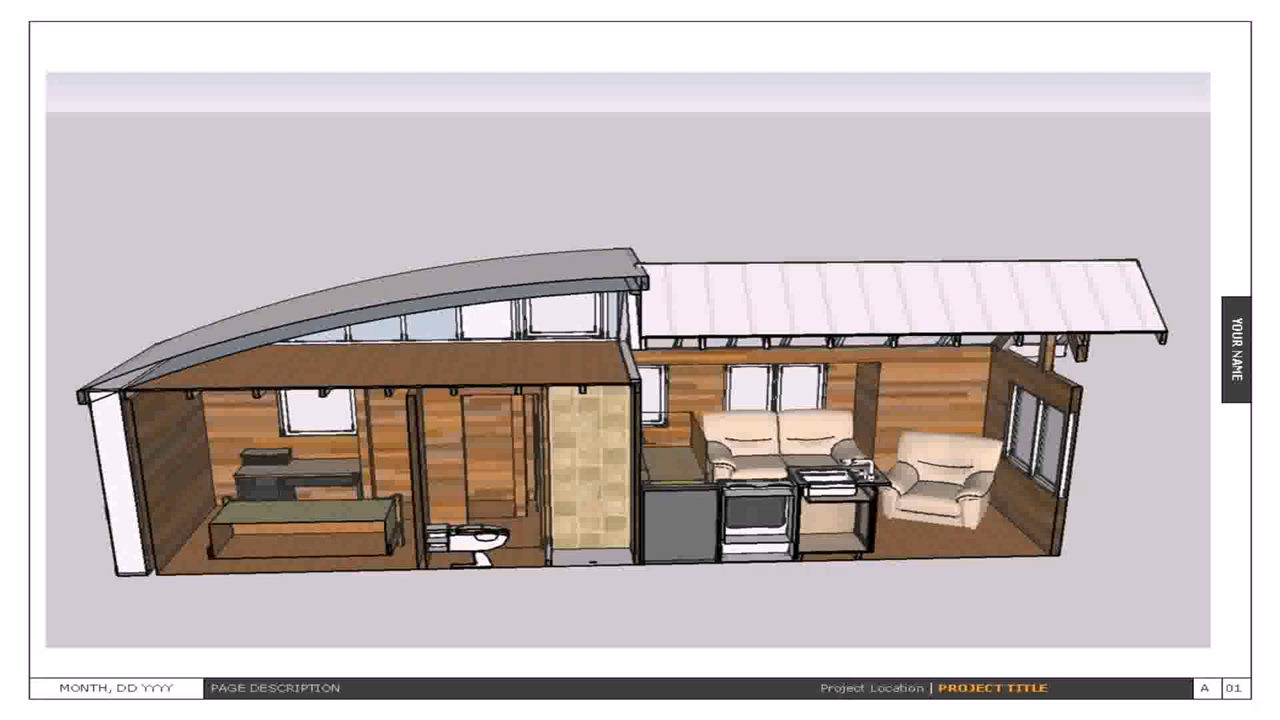 YOUR NAME
MONTH, DD YYYY
PAGE DESCRIPTION
Project Location | PROJECT TITLE
A
01